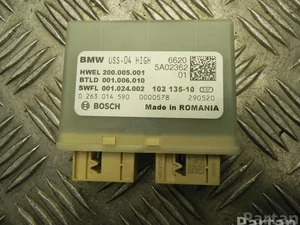 BMW USS-04 HIGH 6620
5A02362
HWEL 200.005.001 01
BTLD 001.006.010
SWFL 001.024.002 102 135-10
0 263 014 590 0000578 290520
BOSCH Made in ROMANIA
Partan